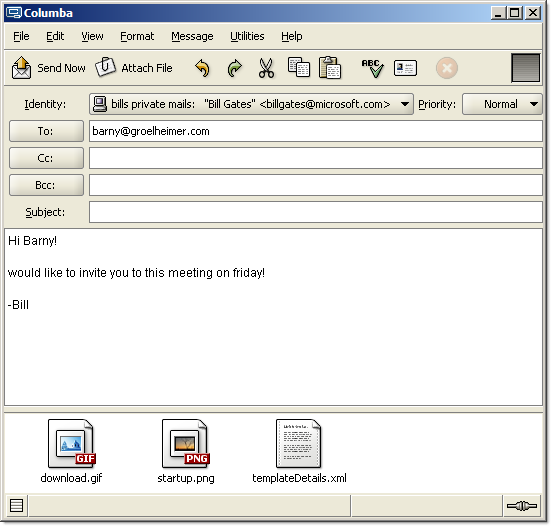 Columba
File Edit View Format Message Utilities Help
Send Now Attach File ABC
Identity: bills private mails: "Bill Gates" <billgates@microsoft.com> Priority: Normal
To: barny@groelheimer.com
Cc:
Bcc:
Subject:
Hi Barny!
would like to invite you to this meeting on friday!
-Bill
GIF PNG
download.gif startup.png templateDetails.xml